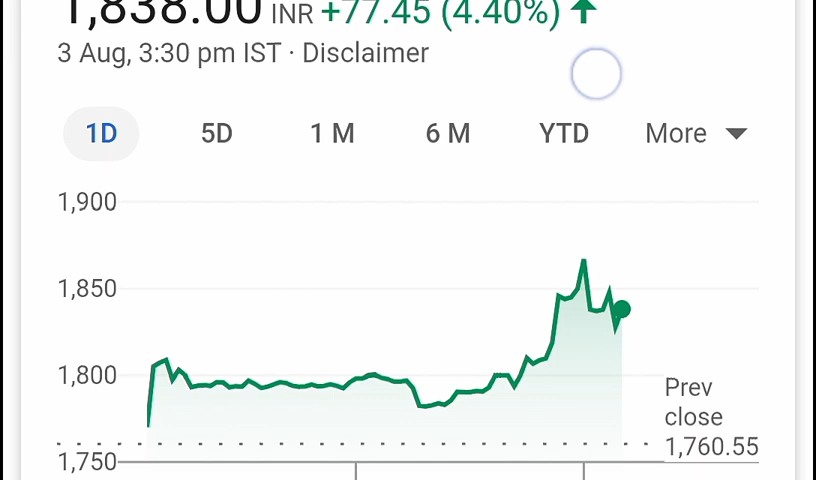 1,838.00 INR +77.45 (4.40%)
3 Aug, 3:30 pm IST · Disclaimer
1D 5D 1 M 6 M YTD More
1,900
1,850
1,800
1,750
Prev
close
1,760.55